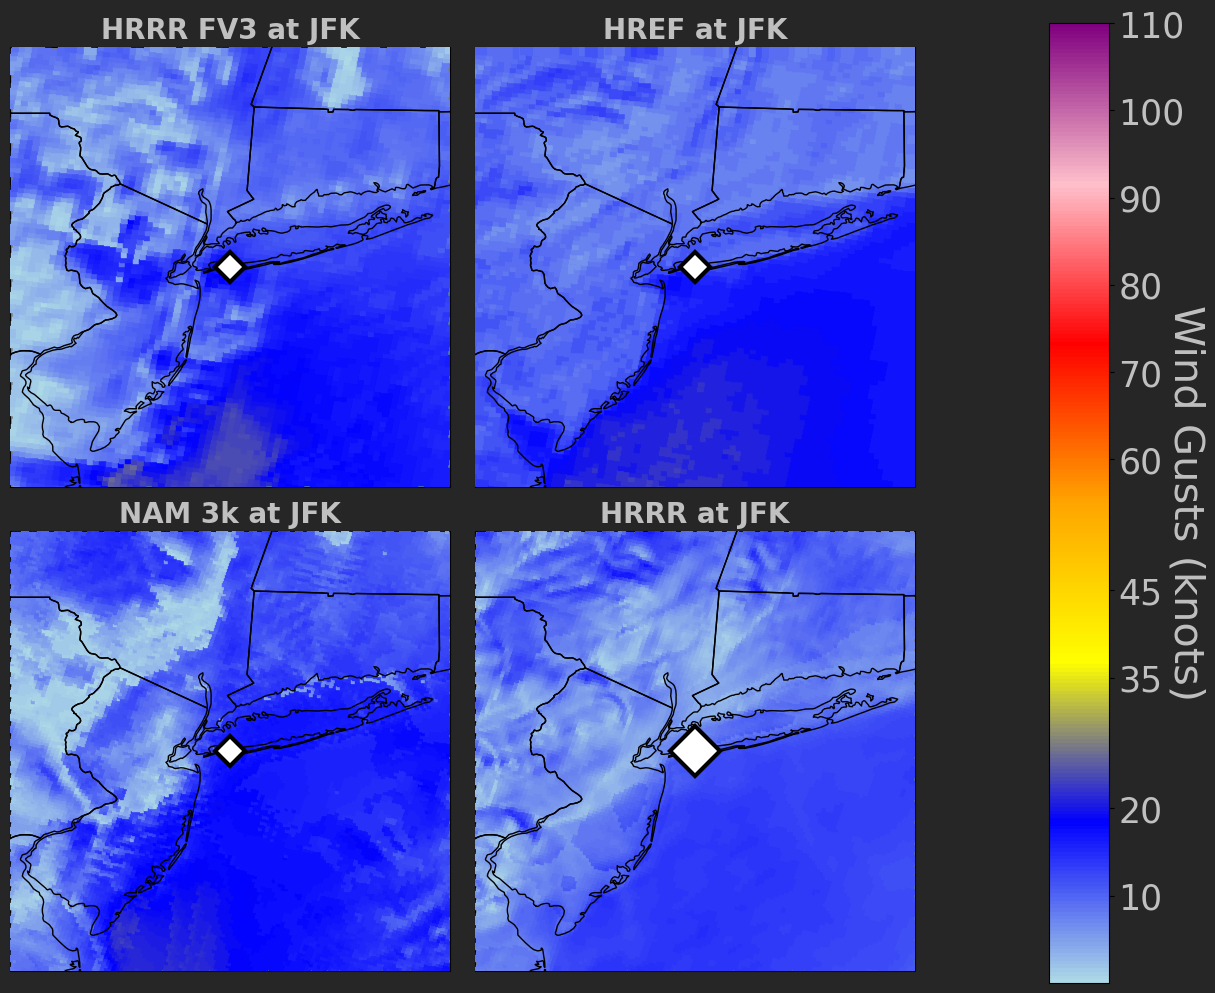 HRRR FV3 at JFK
HREF at JFK
NAM 3k at JFK
HRRR at JFK
110
100
90
80
70
60
45
35
20
10
Wind Gusts (knots)